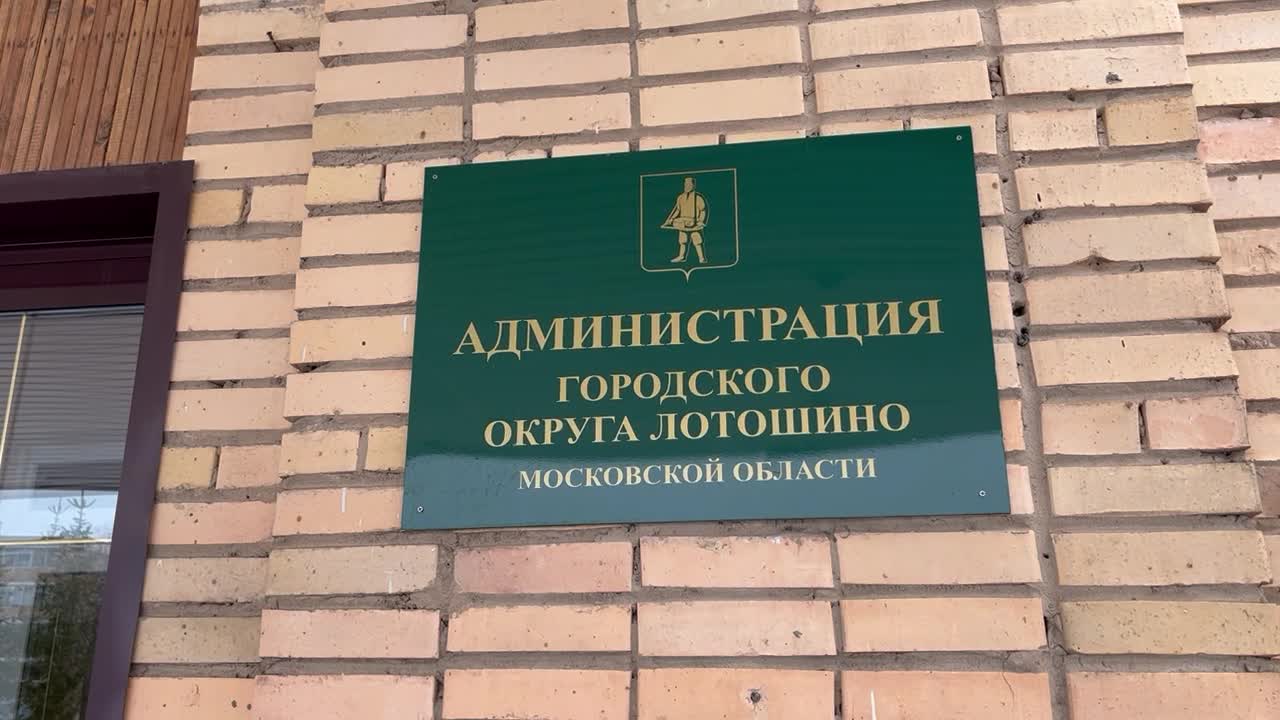 АДМИНИСТРАЦИЯ
ГОРОДСКОГО
ОКРУГА ЛОТОШИНО
МОСКОВСКОЙ ОБЛАСТИ